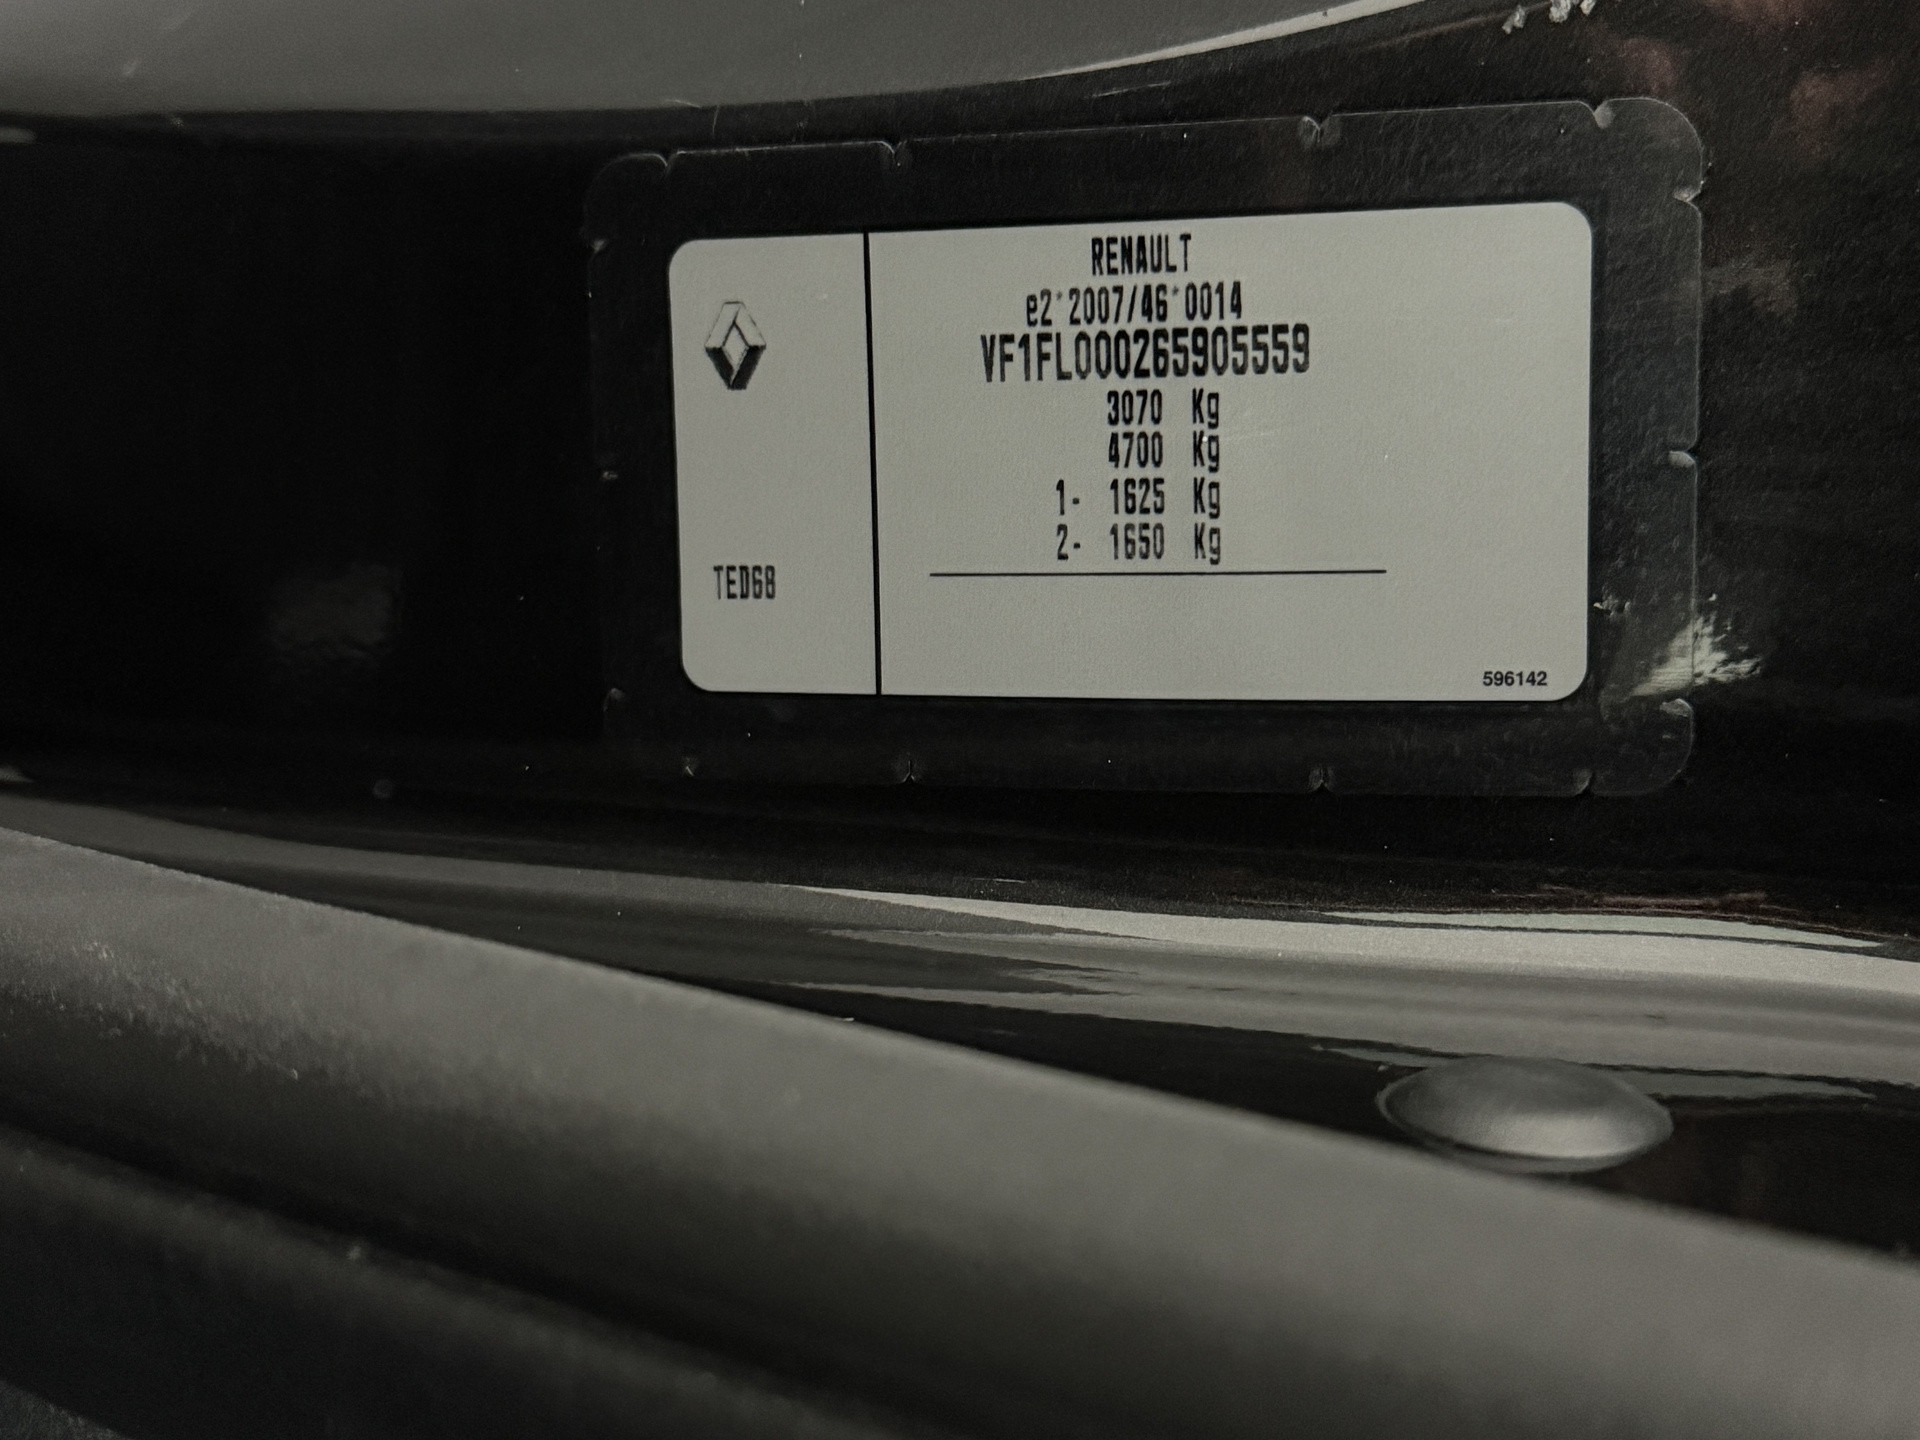 RENAULT
e2*2007/46*0014
VF1FL000265905559
3070 Kg
4700 Kg
1- 1625 Kg
2- 1650 Kg
TED68
596142